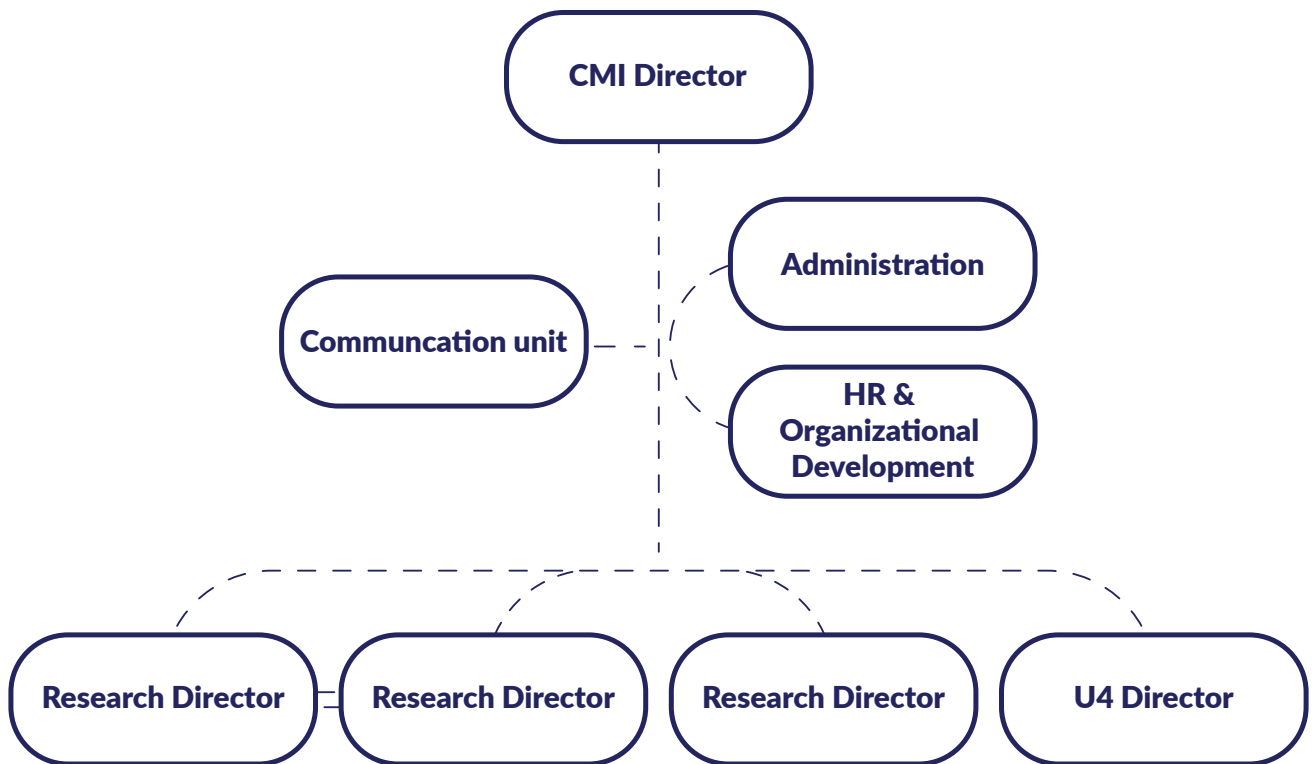 CMI Director
Administration
Communcation unit
HR &
Organizational
Development
Research Director
Research Director
Research Director
U4 Director